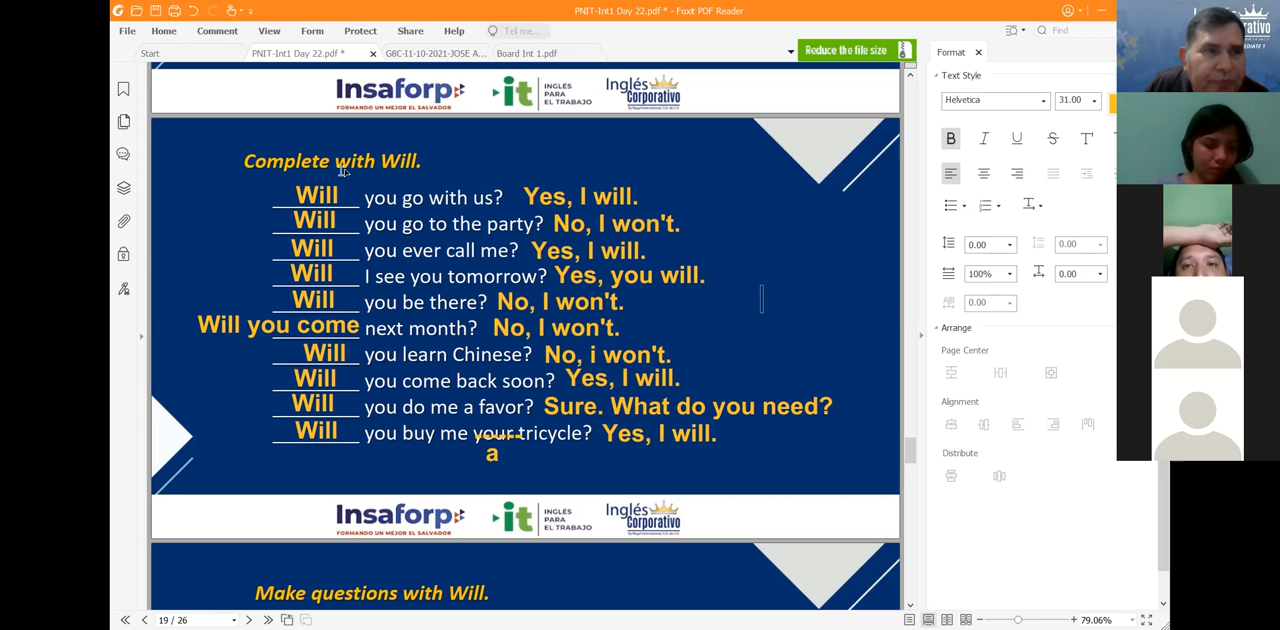 PNIT-Int1 Day 22.pdf * - Foxit PDF Reader
File Home Comment View Form Protect Share Help Tell me... Find
Start PNIT-Int1 Day 22.pdf * G8C-I1-10-2021-JOSE A... Board Int 1.pdf Reduce the file size
Insaforp
FORMANDO UN MEJOR EL SALVADOR
it INGLÉS PARA EL TRABAJO
Inglés Corporativo
Complete with Will.
Will you go with us? Yes, I will.
Will you go to the party? No, I won't.
Will you ever call me? Yes, I will.
Will I see you tomorrow? Yes, you will.
Will you be there? No, I won't.
Will you come next month? No, I won't.
Will you learn Chinese? No, i won't.
Will you come back soon? Yes, I will.
Will you do me a favor? Sure. What do you need?
Will you buy me your tricycle? Yes, I will.
a
Insaforp
FORMANDO UN MEJOR EL SALVADOR
it INGLÉS PARA EL TRABAJO
Inglés Corporativo
Make questions with Will.
19 / 26
79.06%
Format
Text Style
Helvetica 31.00
B I U S T
0.00 0.00
100% 0.00
0.00
Arrange
Page Center
Alignment
Distribute